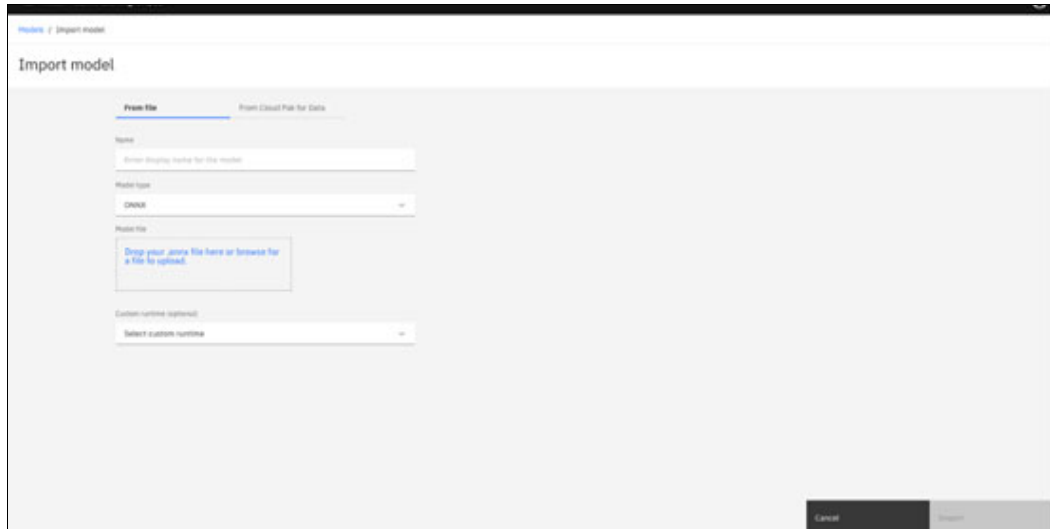 Models / Import model
Import model
From file
From Cloud Pak for Data
Name
Enter display name for the model
Model type
ONNX
Model file
Drop your .onnx file here or browse for
a file to upload.
Custom runtime (optional)
Select custom runtime
Cancel
Import